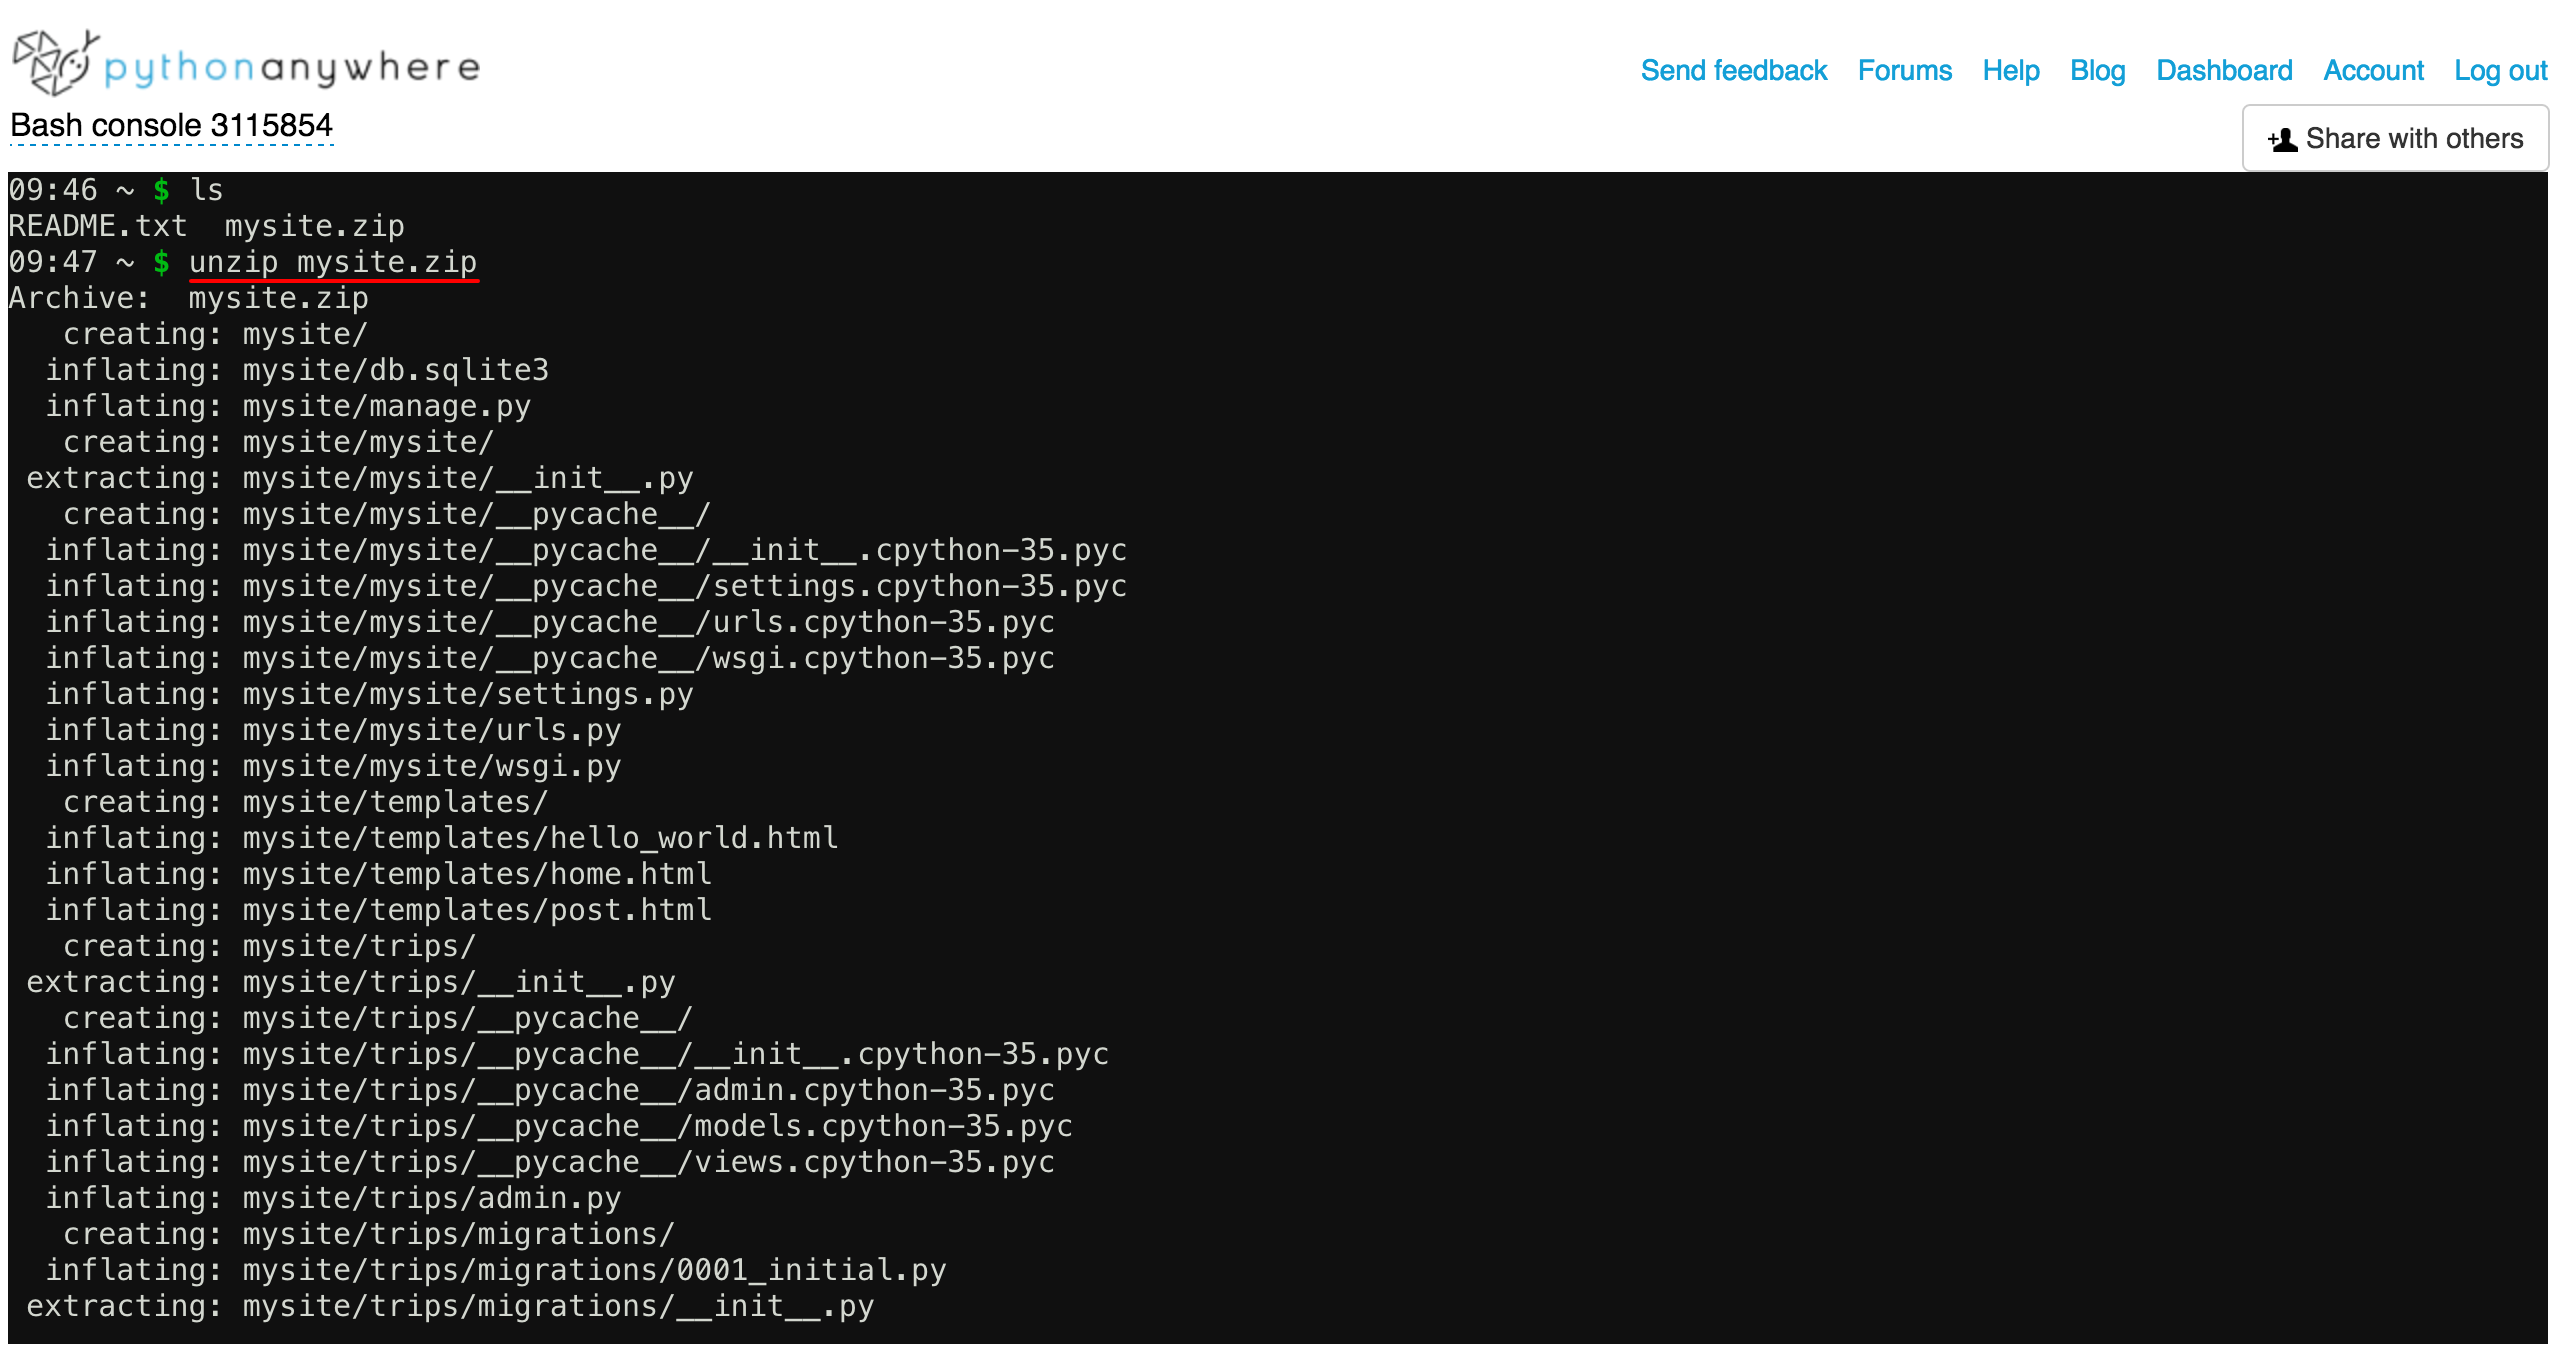 pythonanywhere
Send feedback Forums Help Blog Dashboard Account Log out
Bash console 3115854
Share with others
09:46 ~ $ ls
README.txt  mysite.zip
09:47 ~ $ unzip mysite.zip
Archive:  mysite.zip
   creating: mysite/
  inflating: mysite/db.sqlite3
  inflating: mysite/manage.py
   creating: mysite/mysite/
 extracting: mysite/mysite/__init__.py
   creating: mysite/mysite/__pycache__/
  inflating: mysite/mysite/__pycache__/__init__.cpython-35.pyc
  inflating: mysite/mysite/__pycache__/settings.cpython-35.pyc
  inflating: mysite/mysite/__pycache__/urls.cpython-35.pyc
  inflating: mysite/mysite/__pycache__/wsgi.cpython-35.pyc
  inflating: mysite/mysite/settings.py
  inflating: mysite/mysite/urls.py
  inflating: mysite/mysite/wsgi.py
   creating: mysite/templates/
  inflating: mysite/templates/hello_world.html
  inflating: mysite/templates/home.html
  inflating: mysite/templates/post.html
   creating: mysite/trips/
 extracting: mysite/trips/__init__.py
   creating: mysite/trips/__pycache__/
  inflating: mysite/trips/__pycache__/__init__.cpython-35.pyc
  inflating: mysite/trips/__pycache__/admin.cpython-35.pyc
  inflating: mysite/trips/__pycache__/models.cpython-35.pyc
  inflating: mysite/trips/__pycache__/views.cpython-35.pyc
  inflating: mysite/trips/admin.py
   creating: mysite/trips/migrations/
  inflating: mysite/trips/migrations/0001_initial.py
 extracting: mysite/trips/migrations/__init__.py